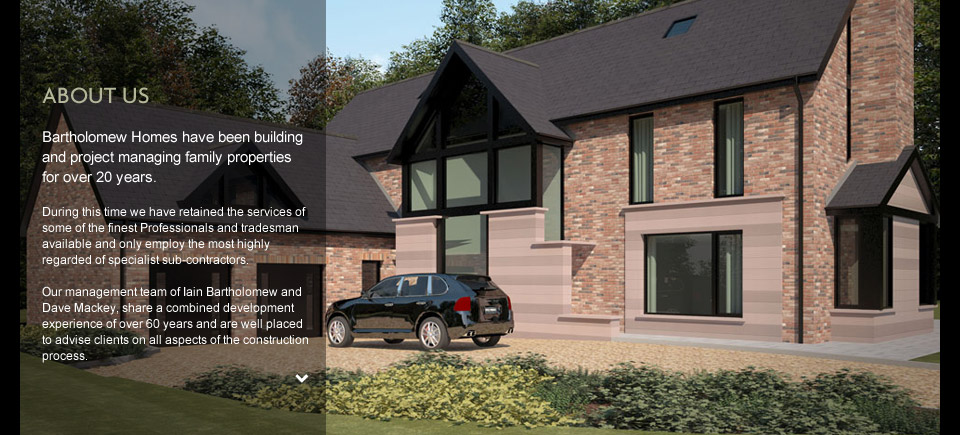 ABOUT US
Bartholomew Homes have been building
and project managing family properties
for over 20 years.
During this time we have retained the services of
some of the finest Professionals and tradesman
available and only employ the most highly
regarded of specialist sub-contractors.
Our management team of Iain Bartholomew and
Dave Mackey, share a combined development
experience of over 60 years and are well placed
to advise clients on all aspects of the construction
process.